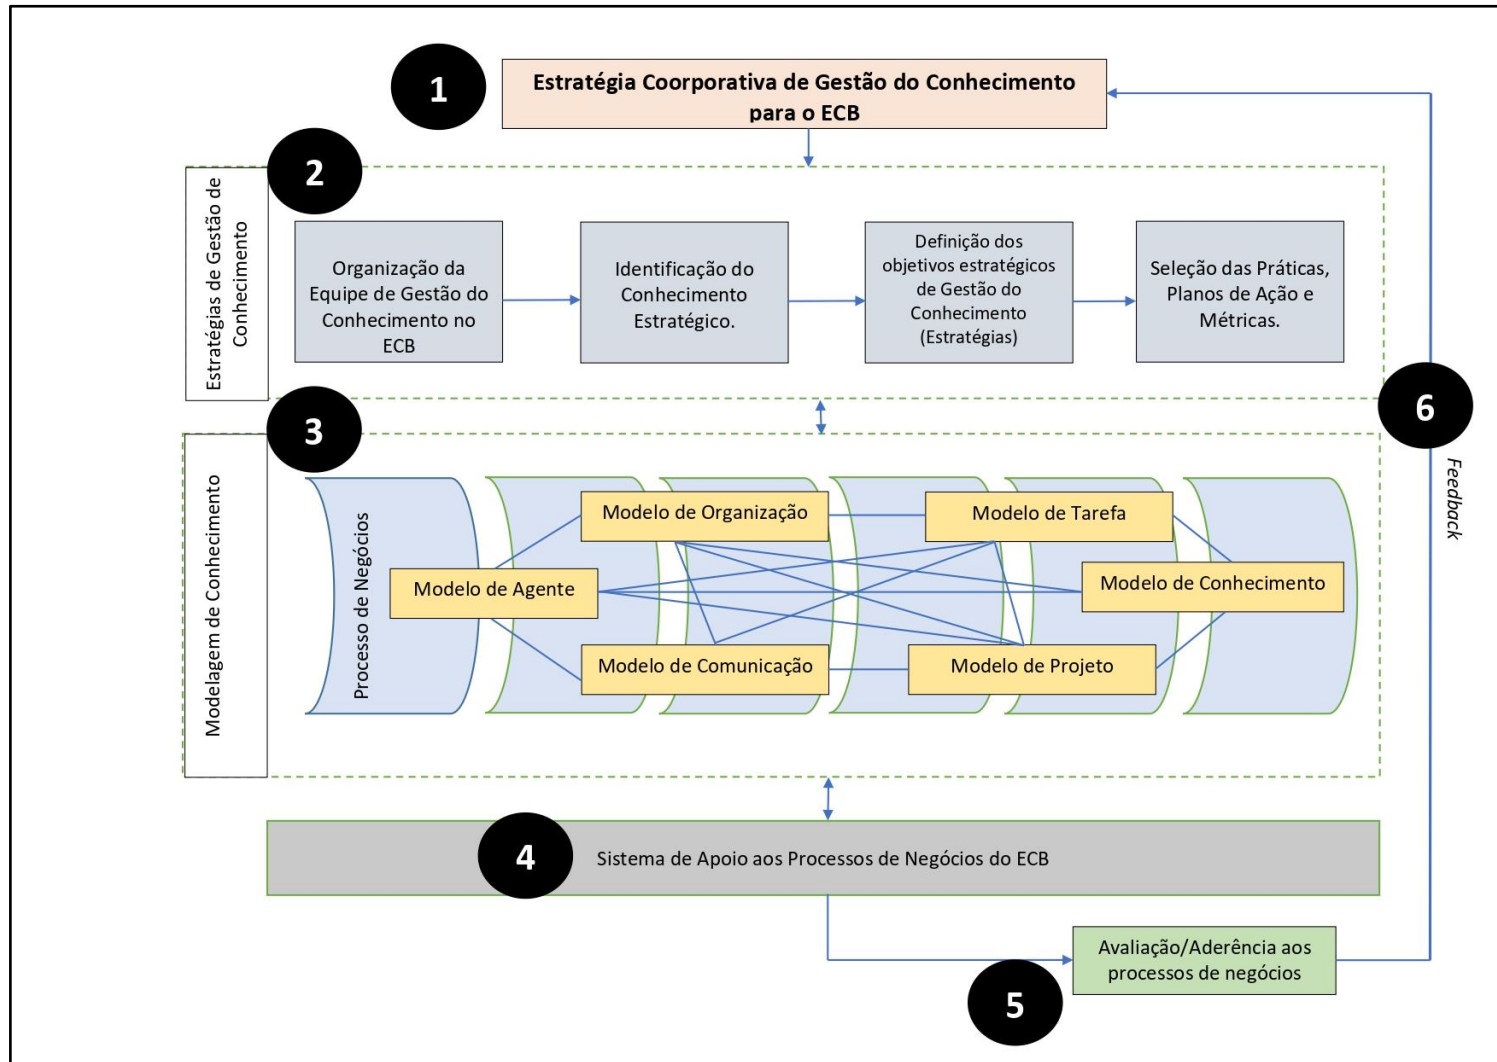 1
Estratégia Coorporativa de Gestão do Conhecimento
para o ECB
2
Estratégias de Gestão de
Conhecimento
Organização da
Equipe de Gestão do
Conhecimento no
ECB
Identificação do
Conhecimento
Estratégico.
Definição dos
objetivos estratégicos
de Gestão do
Conhecimento
(Estratégias)
Seleção das Práticas,
Planos de Ação e
Métricas.
3
Modelagem de Conhecimento
Processo de Negócios
Modelo de Organização
Modelo de Tarefa
Modelo de Agente
Modelo de Conhecimento
Modelo de Comunicação
Modelo de Projeto
4
Sistema de Apoio aos Processos de Negócios do ECB
5
Avaliação/Aderência aos
processos de negócios
6
Feedback